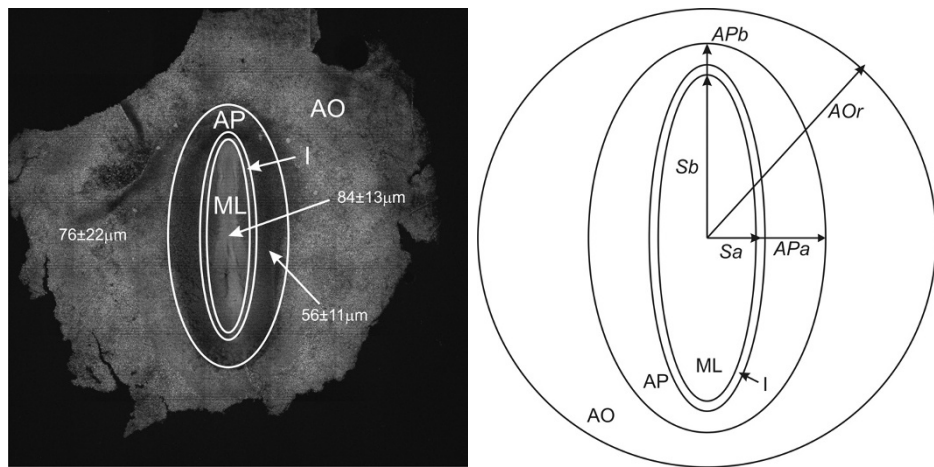 AP
AO
I
ML
84±13μm
76±22μm
56±11μm
APb
AOr
Sb
Sa
APa
ML
AP
I
AO